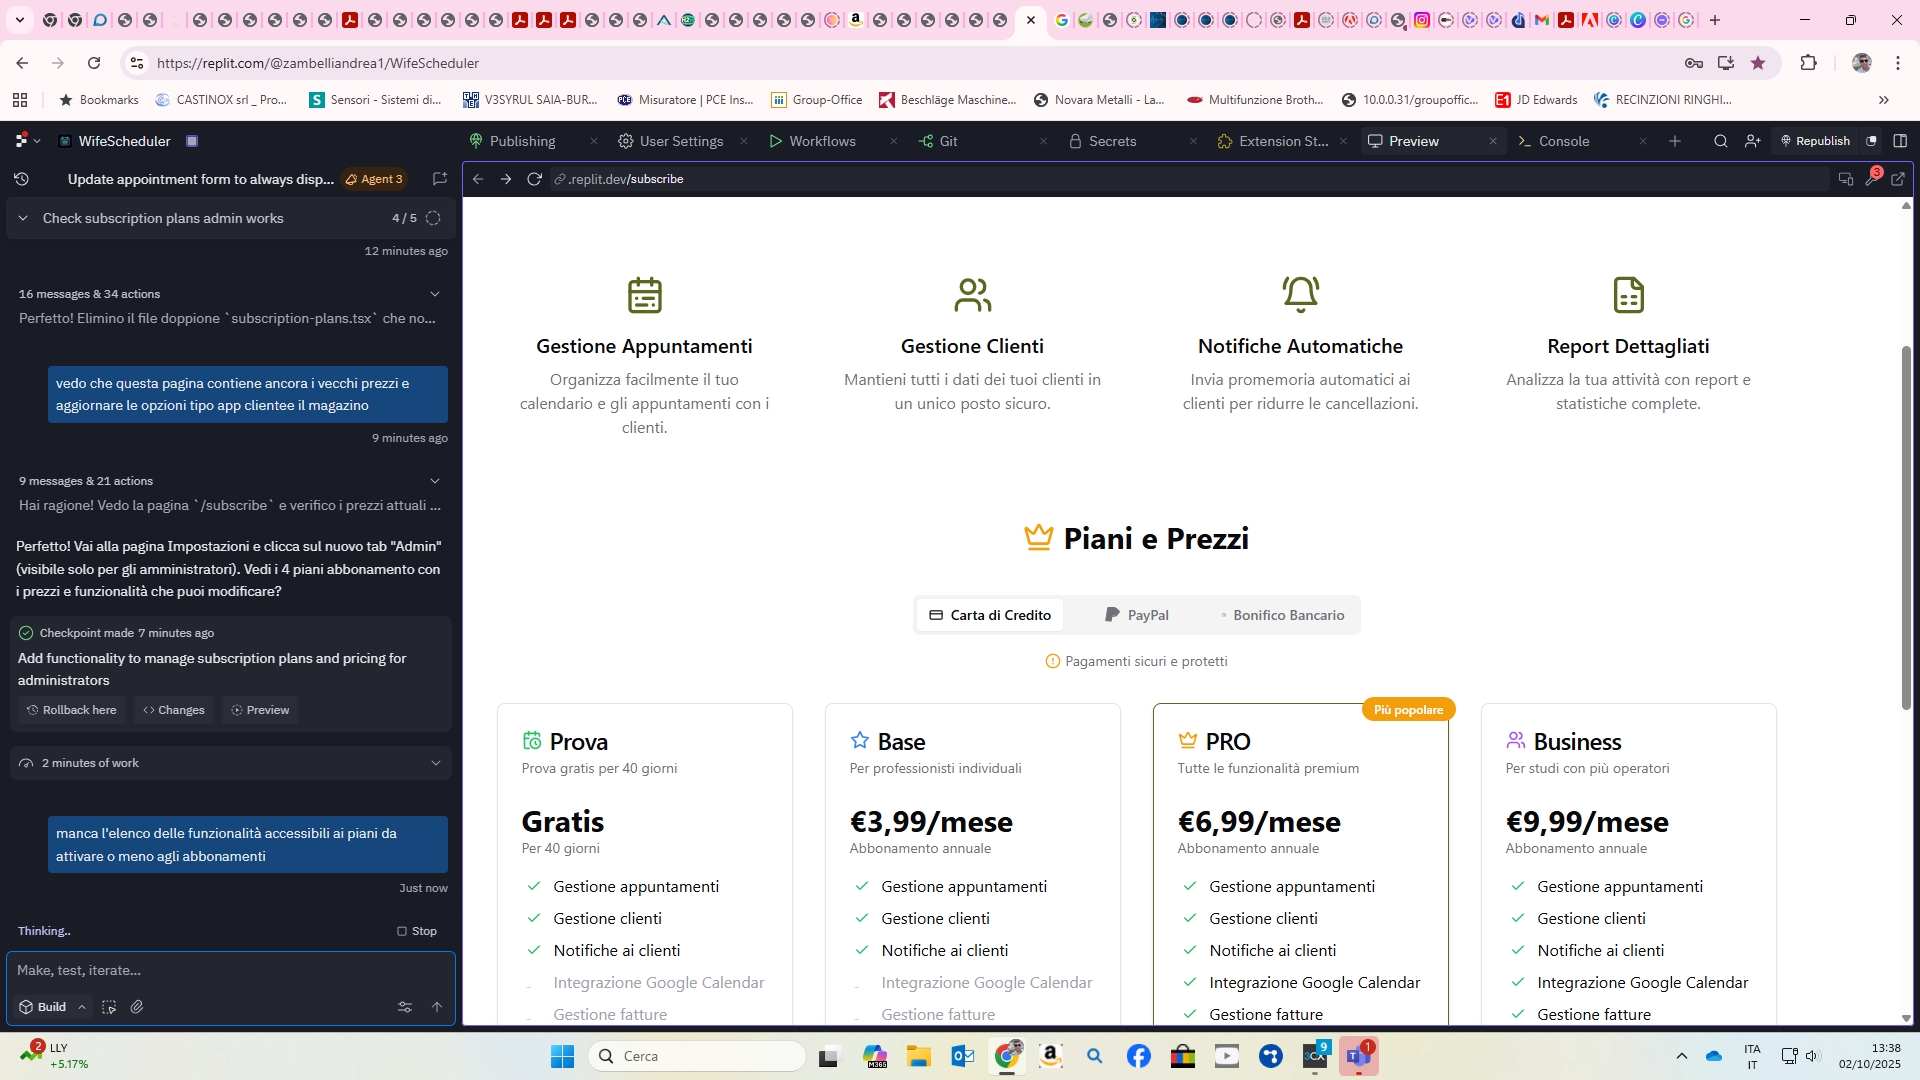 https://replit.com/@zambelliandrea1/WifeScheduler
Bookmarks
CASTINOX srl _ Pro...
Sensori - Sistemi di...
V3SYRUL SAIA-BUR...
Misuratore | PCE Ins...
Group-Office
Beschläge Maschine...
Novara Metalli - La...
Multifunzione Broth...
10.0.0.31/groupoffic...
JD Edwards
RECINZIONI RINGHI...
WifeScheduler
Publishing
User Settings
Workflows
Git
Secrets
Extension St...
Preview
Console
Republish
Update appointment form to always disp...
Agent 3
.replit.dev/subscribe
3
Check subscription plans admin works
4 / 5
12 minutes ago
16 messages & 34 actions
Perfetto! Elimino il file doppione `subscription-plans.tsx` che no...
vedo che questa pagina contiene ancora i vecchi prezzi e
aggiornare le opzioni tipo app clientee il magazino
9 minutes ago
9 messages & 21 actions
Hai ragione! Vedo la pagina `/subscribe` e verifico i prezzi attuali ...
Perfetto! Vai alla pagina Impostazioni e clicca sul nuovo tab "Admin"
(visibile solo per gli amministratori). Vedi i 4 piani abbonamento con
i prezzi e funzionalità che puoi modificare?
Checkpoint made 7 minutes ago
Add functionality to manage subscription plans and pricing for
administrators
Rollback here
Changes
Preview
2 minutes of work
manca l'elenco delle funzionalità accessibili ai piani da
attivare o meno agli abbonamenti
Just now
Thinking..
Stop
Make, test, iterate...
Build
Gestione Appuntamenti
Organizza facilmente il tuo
calendario e gli appuntamenti con i
clienti.
Gestione Clienti
Mantieni tutti i dati dei tuoi clienti in
un unico posto sicuro.
Notifiche Automatiche
Invia promemoria automatici ai
clienti per ridurre le cancellazioni.
Report Dettagliati
Analizza la tua attività con report e
statistiche complete.
Piani e Prezzi
Carta di Credito
PayPal
Bonifico Bancario
Pagamenti sicuri e protetti
Prova
Prova gratis per 40 giorni
Gratis
Per 40 giorni
Gestione appuntamenti
Gestione clienti
Notifiche ai clienti
Integrazione Google Calendar
Gestione fatture
Base
Per professionisti individuali
€3,99/mese
Abbonamento annuale
Gestione appuntamenti
Gestione clienti
Notifiche ai clienti
Integrazione Google Calendar
Gestione fatture
Più popolare
PRO
Tutte le funzionalità premium
€6,99/mese
Abbonamento annuale
Gestione appuntamenti
Gestione clienti
Notifiche ai clienti
Integrazione Google Calendar
Gestione fatture
Business
Per studi con più operatori
€9,99/mese
Abbonamento annuale
Gestione appuntamenti
Gestione clienti
Notifiche ai clienti
Integrazione Google Calendar
Gestione fatture
2
LLY
+5.17%
Cerca
M365
3CX
9
1
ITA
IT
13:38
02/10/2025